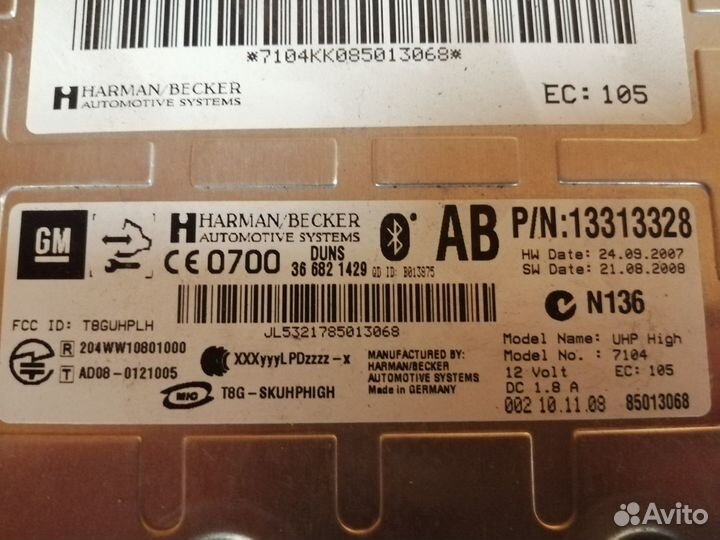 *7104KK085013068*
HARMAN/BECKER
AUTOMOTIVE SYSTEMS
EC: 105
GM
HARMAN/BECKER
AUTOMOTIVE SYSTEMS
AB
P/N:13313328
HW Date: 24.09.2007
SW Date: 21.08.2008
CE 0700
DUNS
36 682 1429
QD ID: B013975
N136
FCC ID: T8GUHPLH
JL5321785013068
R 204WW10801000
T AD08-0121005
XXXyyyLPDzzzz-x
MIC
T8G-SKUHPHIGH
MANUFACTURED BY:
HARMAN/BECKER
AUTOMOTIVE SYSTEMS
Made in GERMANY
Model Name: UHP High
Model No.: 7104
12 Volt EC: 105
DC 1.8 A
002 10.11.08 85013068
Avito